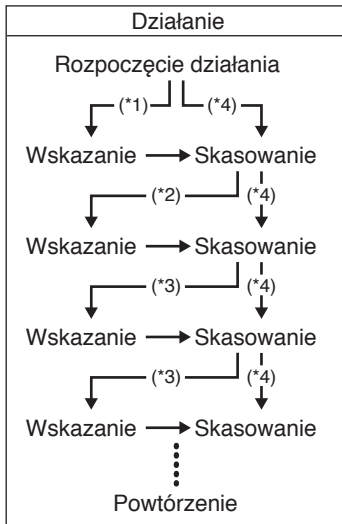 Działanie
Rozpoczęcie działania
(*1) (*4)
Wskazanie Skasowanie
(*2) (*4)
Wskazanie Skasowanie
(*3) (*4)
Wskazanie Skasowanie
(*3) (*4)
Wskazanie Skasowanie
Powtórzenie